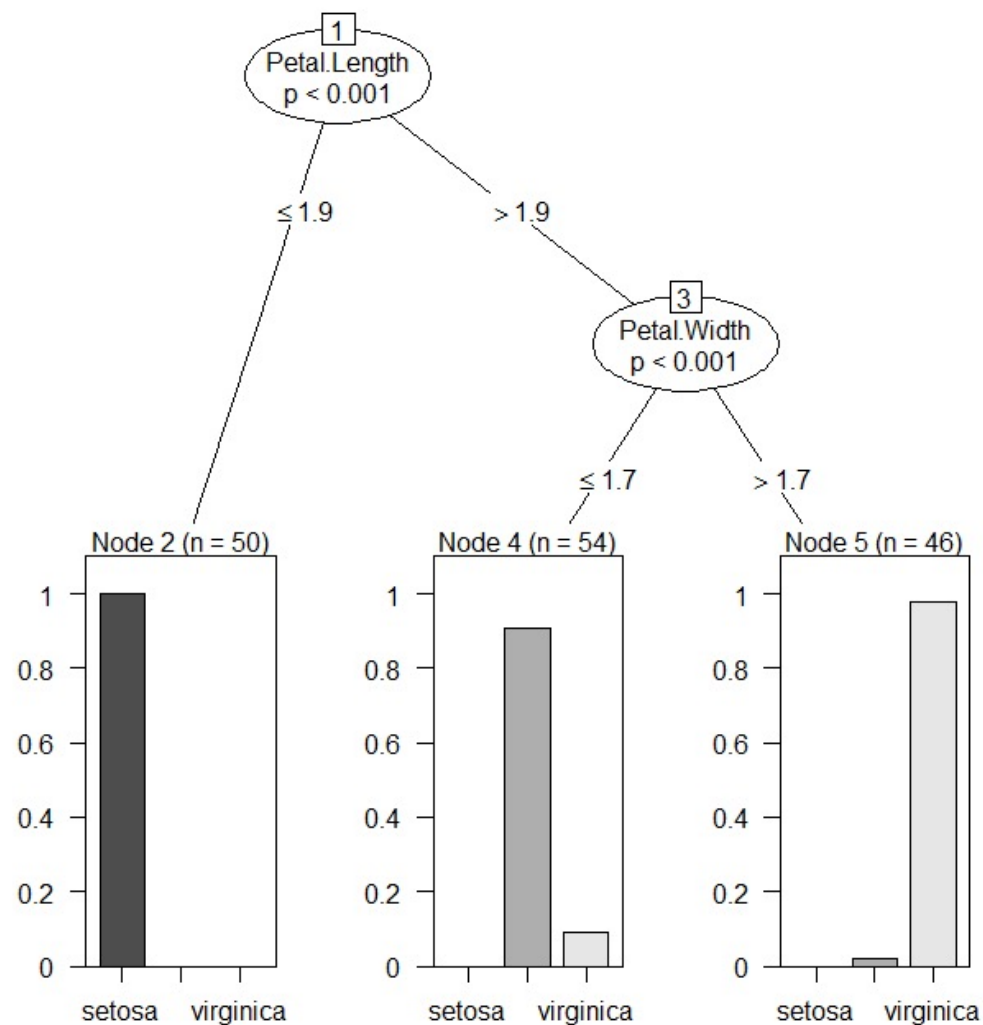 1
Petal.Length
p < 0.001
≤ 1.9
> 1.9
3
Petal.Width
p < 0.001
≤ 1.7
> 1.7
Node 2 (n = 50)
1
0.8
0.6
0.4
0.2
0
setosa virginica
Node 4 (n = 54)
1
0.8
0.6
0.4
0.2
0
setosa virginica
Node 5 (n = 46)
1
0.8
0.6
0.4
0.2
0
setosa virginica